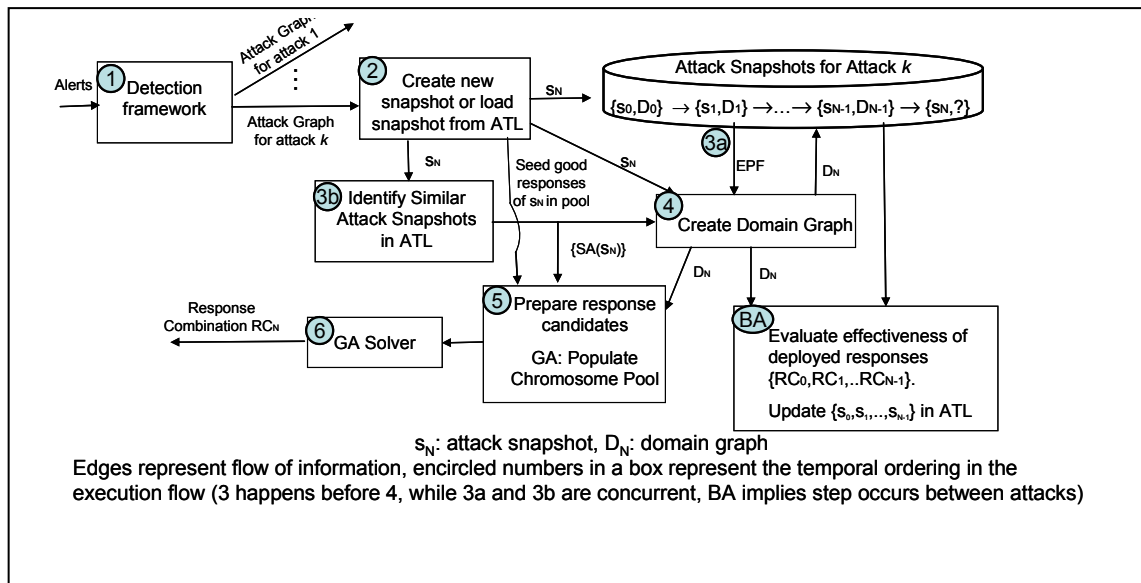 Attack Graph
for attack 1
⋮
Alerts
1
Detection
framework
Attack Graph
for attack k
2
Create new
snapshot or load
snapshot from ATL
sN
Attack Snapshots for Attack k
{s0,D0} → {s1,D1} →…→ {sN-1,DN-1} → {sN,?}
3a
EPF
DN
sN
sN
Seed good
responses
of sN in pool
3b
Identify Similar
Attack Snapshots
in ATL
{SA(sN)}
4
Create Domain Graph
DN
DN
5
Prepare response
candidates
GA: Populate
Chromosome Pool
6
GA Solver
Response
Combination RCN
BA
Evaluate effectiveness of
deployed responses
{RC0,RC1,..RCN-1}.
Update {s0,s1,..,sN-1} in ATL
sN: attack snapshot, DN: domain graph
Edges represent flow of information, encircled numbers in a box represent the temporal ordering in the
execution flow (3 happens before 4, while 3a and 3b are concurrent, BA implies step occurs between attacks)